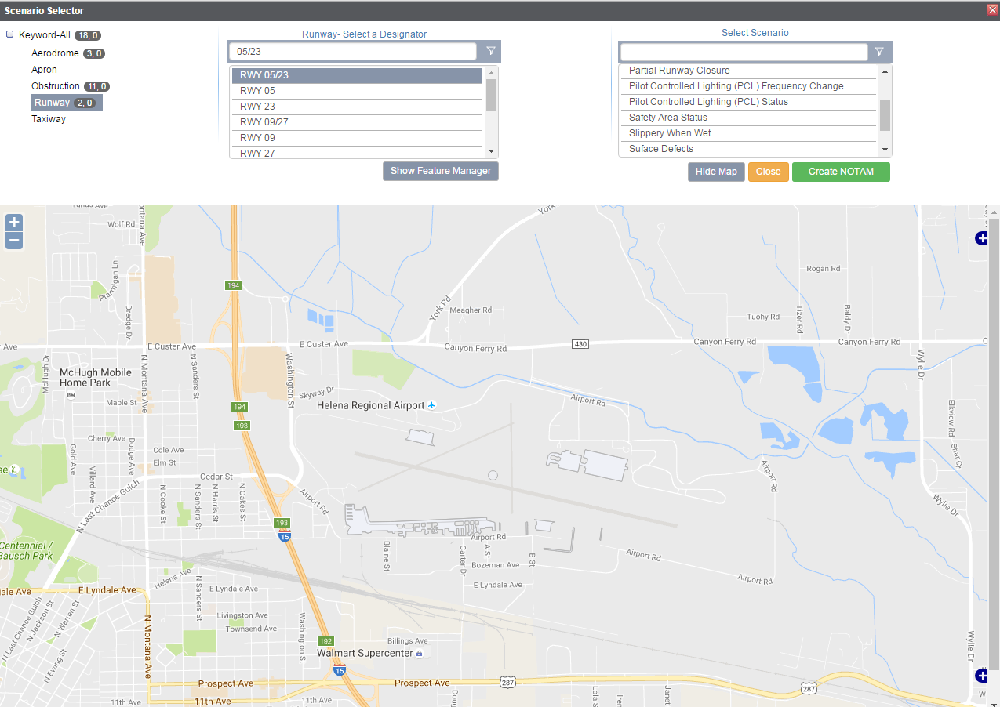 Scenario Selector
Keyword-All 18, 0
Aerodrome 3, 0
Apron
Obstruction 11, 0
Runway 2, 0
Taxiway
Runway- Select a Designator
05/23
RWY 05/23
RWY 05
RWY 23
RWY 09/27
RWY 09
RWY 27
Show Feature Manager
Select Scenario
Partial Runway Closure
Pilot Controlled Lighting (PCL) Frequency Change
Pilot Controlled Lighting (PCL) Status
Safety Area Status
Slippery When Wet
Suface Defects
Hide Map Close Create NOTAM
+
−
Wolf Rd
Montana Ave
York
Ptarmigan Ln
194
Rogan Rd
York Rd
Meagher Rd
Dredge Dr
Tuohy Rd
Tizer Rd
Baldy Dr
Ave
E Custer Ave
E Custer Ave
Canyon Ferry Rd
430
Canyon Ferry Rd
Canyon Ferry Rd
McHugh Dr
McHugh Mobile
Home Park
N Montana Ave
N Sanders St
Washington St
Wylie Dr
Skyway Dr
Maple St
Helena Regional Airport
Airport Rd
194
193
Elkview Rd
Shar Ct
Cherry Ave
Dodge Ave
Gold Ave
Cole Ave
Elm St
Villard Ave
Cedar St
N Last Chance Gulch
N Cooke St
N Sanders St
N Harris St
N Oakes St
Airport Rd
Airport Rd
Wylie Dr
193
15
Centennial /
Bausch Park
Airport Rd
Blaine St
Carter Dr
A St
B St
Airport Rd
Bozeman Ave
Airport Rd
Helena Ave
E Lyndale Ave
N Sanders St
E Lyndale Ave
E Lyndale Ave
dale Ave
N Last Chance Gulch
N Jackson St
N Warren St
N Ewing St
N Montana Ave
Livingston Ave
Townsend Ave
Washington St
192
Billings Ave
Walmart Supercenter
15
Wylie Dr
Prospect Ave
Prospect Ave
287
287
11th Ave
11th Ave
11th Ave
Lola S
Janet